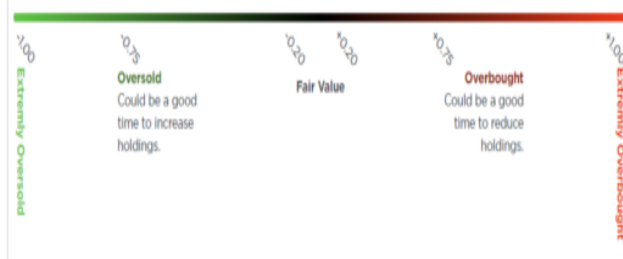 -1.00
-0.75
-0.20
+0.20
+0.75
+1.00
Extremly Oversold
Oversold
Could be a good
time to increase
holdings.
Fair Value
Overbought
Could be a good
time to reduce
holdings.
Extremly Overbought